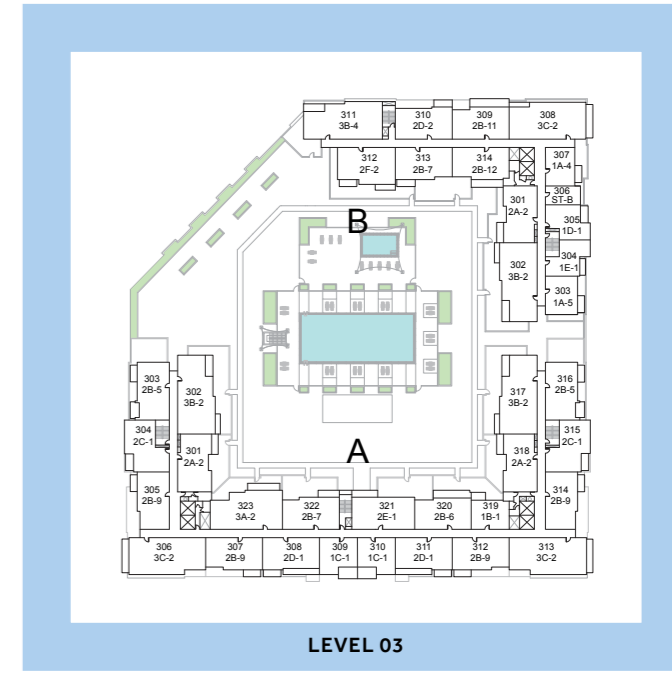 311
3B-4
310
2D-2
309
2B-11
308
3C-2
312
2F-2
313
2B-7
314
2B-12
307
1A-4
306
ST-B
301
2A-2
305
1D-1
B
302
3B-2
304
1E-1
303
1A-5
303
2B-5
302
3B-2
317
3B-2
316
2B-5
304
2C-1
301
2A-2
A
318
2A-2
315
2C-1
305
2B-9
314
2B-9
323
3A-2
322
2B-7
321
2E-1
320
2B-6
319
1B-1
306
3C-2
307
2B-9
308
2D-1
309
1C-1
310
1C-1
311
2D-1
312
2B-9
313
3C-2
LEVEL 03